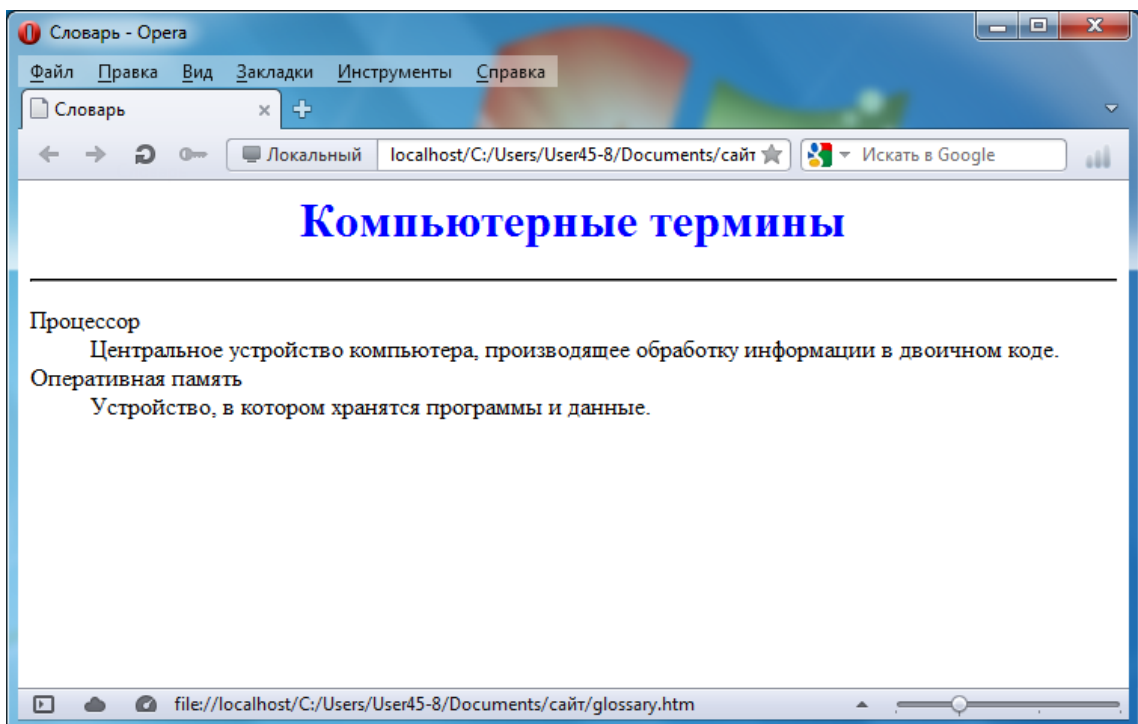 Словарь - Opera
Файл Правка Вид Закладки Инструменты Справка
Словарь
Локальный localhost/C:/Users/User45-8/Documents/сайт Искать в Google
Компьютерные термины
Процессор
Центральное устройство компьютера, производящее обработку информации в двоичном коде.
Оперативная память
Устройство, в котором хранятся программы и данные.
file://localhost/C:/Users/User45-8/Documents/сайт/glossary.htm